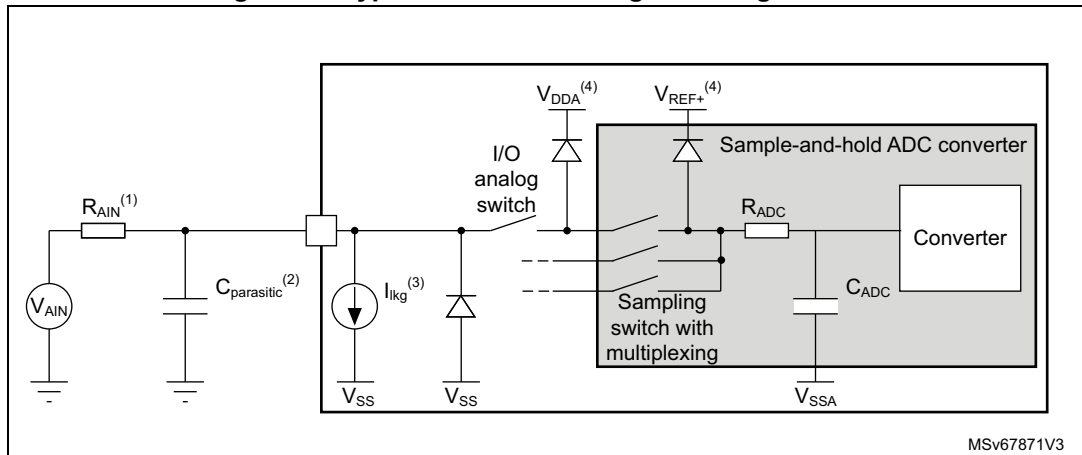 V_DDA^(4)
V_REF+^(4)
Sample-and-hold ADC converter
I/O
analog
switch
R_AIN^(1)
R_ADC
Converter
V_AIN
C_parasitic^(2)
I_lkg^(3)
C_ADC
Sampling
switch with
multiplexing
V_SS
V_SS
V_SSA
MSv67871V3